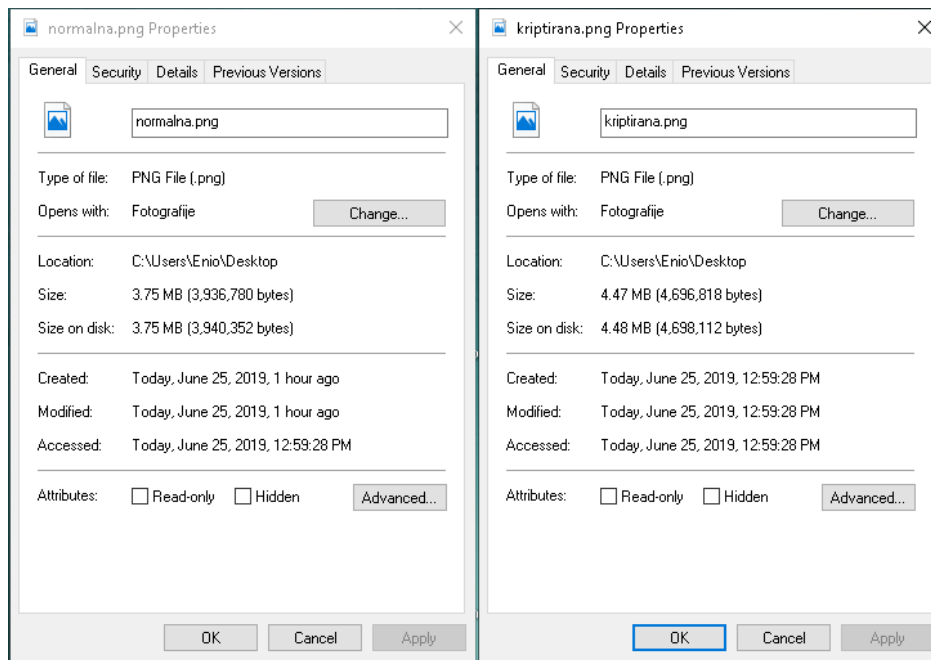 normalna.png Properties
General Security Details Previous Versions
normalna.png
Type of file: PNG File (.png)
Opens with: Fotografije Change...
Location: C:\Users\Enio\Desktop
Size: 3.75 MB (3,936,780 bytes)
Size on disk: 3.75 MB (3,940,352 bytes)
Created: Today, June 25, 2019, 1 hour ago
Modified: Today, June 25, 2019, 1 hour ago
Accessed: Today, June 25, 2019, 12:59:28 PM
Attributes: Read-only Hidden Advanced...
OK Cancel Apply
kriptirana.png Properties
General Security Details Previous Versions
kriptirana.png
Type of file: PNG File (.png)
Opens with: Fotografije Change...
Location: C:\Users\Enio\Desktop
Size: 4.47 MB (4,696,818 bytes)
Size on disk: 4.48 MB (4,698,112 bytes)
Created: Today, June 25, 2019, 12:59:28 PM
Modified: Today, June 25, 2019, 12:59:28 PM
Accessed: Today, June 25, 2019, 12:59:28 PM
Attributes: Read-only Hidden Advanced...
OK Cancel Apply